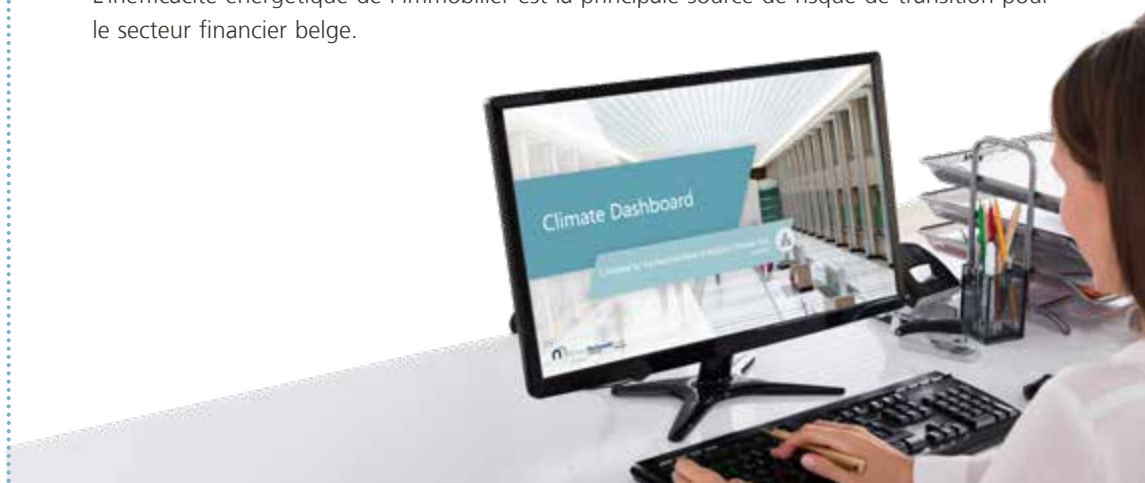 L'inefficacité énergétique de l'immobilier est la principale source de risque de transition pour
le secteur financier belge.
Climate Dashboard